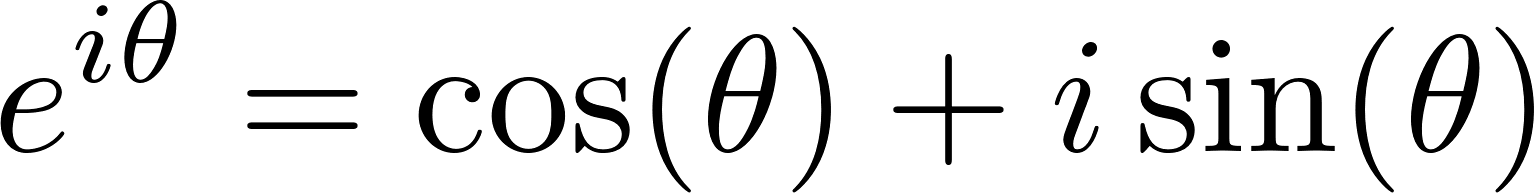 e^{iθ} = cos(θ) + i sin(θ)